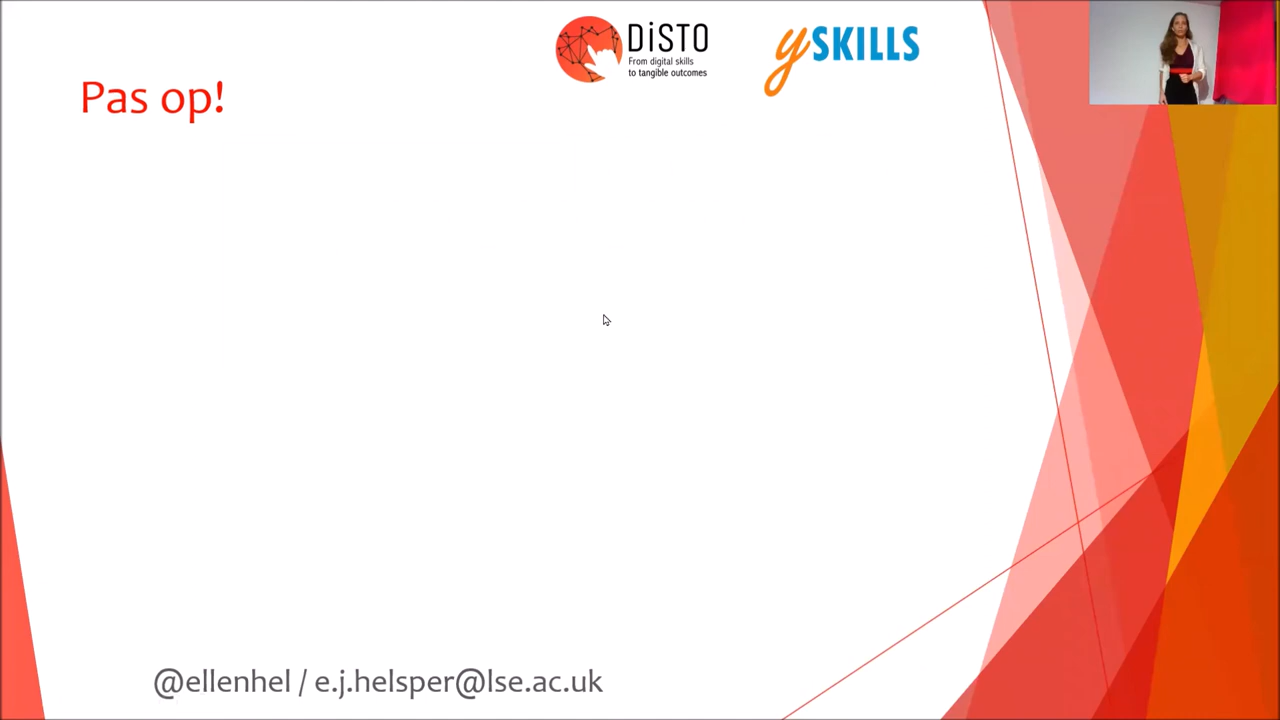 DiSTO
From digital skills
to tangible outcomes
ySKILLS
Pas op!
@ellenhel / e.j.helsper@lse.ac.uk